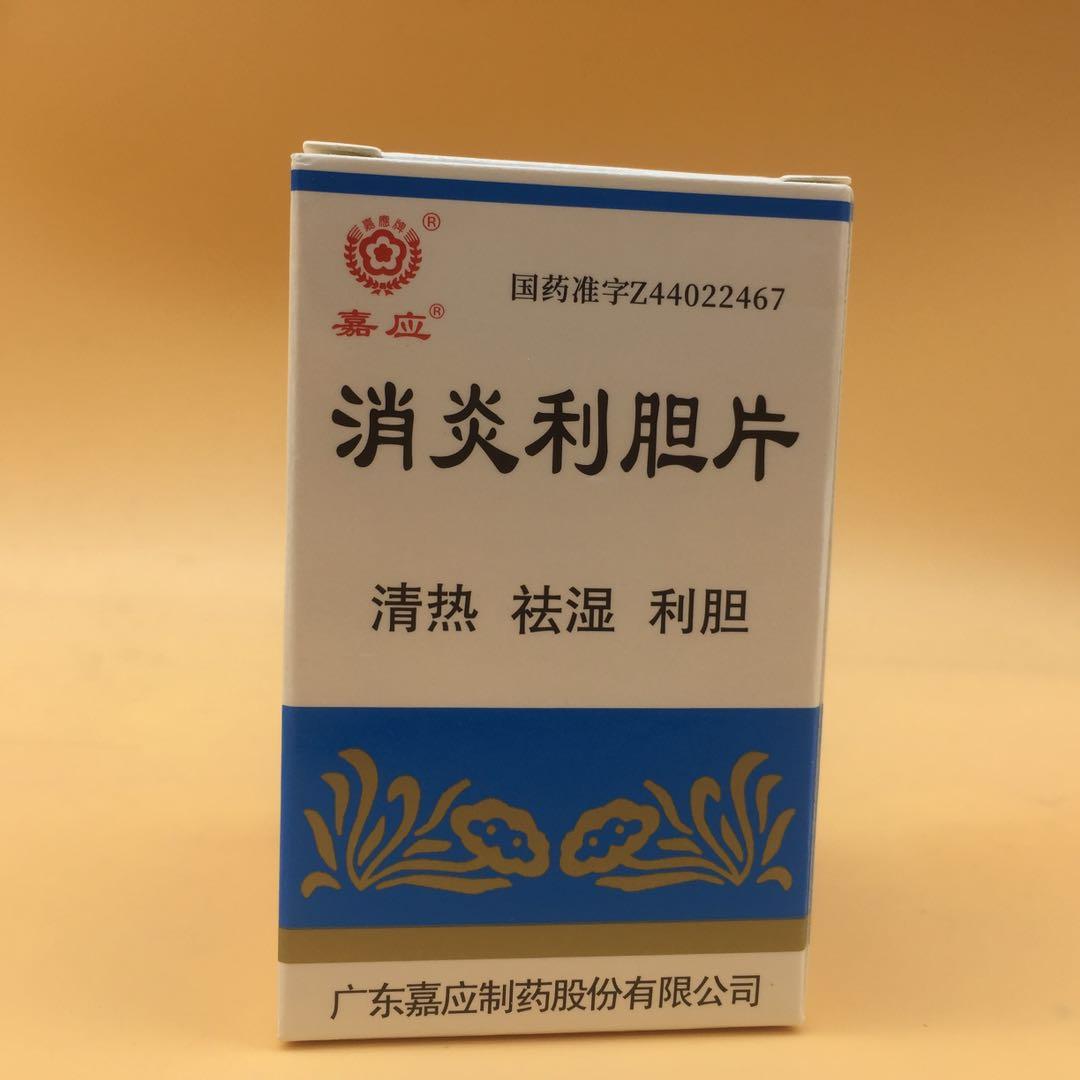 嘉應牌®
嘉应®
国药准字Z44022467
消炎利胆片
清热 祛湿 利胆
广东嘉应制药股份有限公司